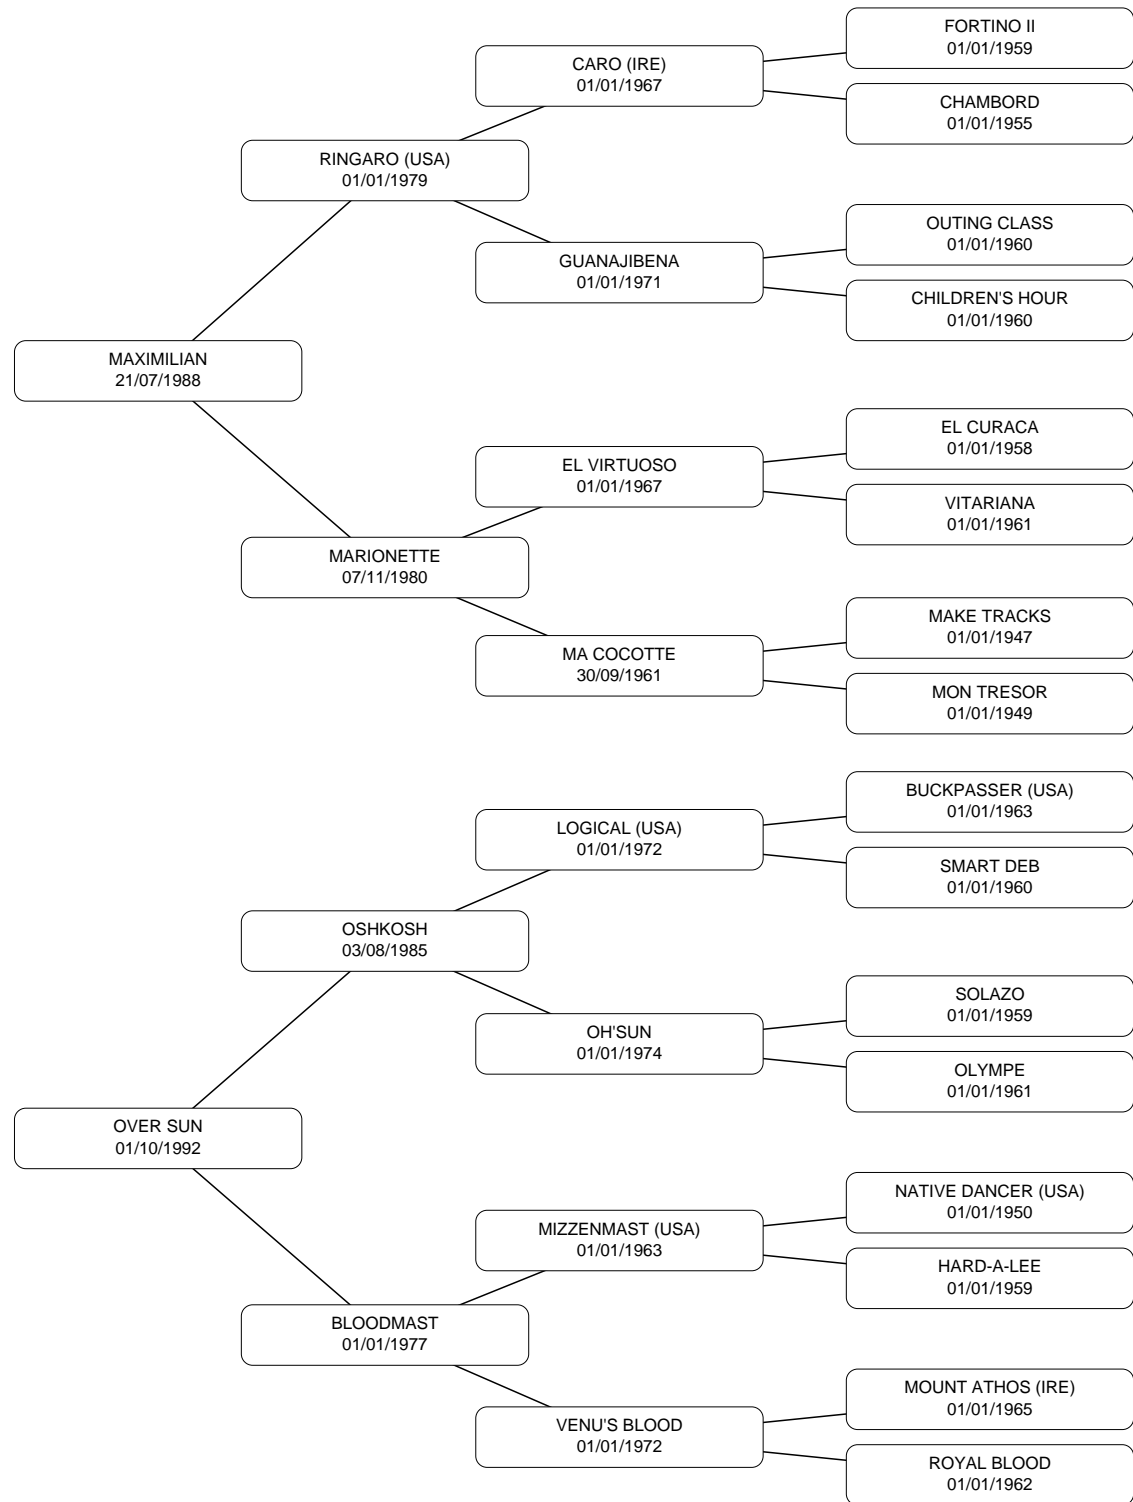 FORTINO II
01/01/1959
CARO (IRE)
01/01/1967
CHAMBORD
01/01/1955
RINGARO (USA)
01/01/1979
OUTING CLASS
01/01/1960
GUANAJIBENA
01/01/1971
CHILDREN'S HOUR
01/01/1960
MAXIMILIAN
21/07/1988
EL CURACA
01/01/1958
EL VIRTUOSO
01/01/1967
VITARIANA
01/01/1961
MARIONETTE
07/11/1980
MAKE TRACKS
01/01/1947
MA COCOTTE
30/09/1961
MON TRESOR
01/01/1949
BUCKPASSER (USA)
01/01/1963
LOGICAL (USA)
01/01/1972
SMART DEB
01/01/1960
OSHKOSH
03/08/1985
SOLAZO
01/01/1959
OH'SUN
01/01/1974
OLYMPE
01/01/1961
OVER SUN
01/10/1992
NATIVE DANCER (USA)
01/01/1950
MIZZENMAST (USA)
01/01/1963
HARD-A-LEE
01/01/1959
BLOODMAST
01/01/1977
MOUNT ATHOS (IRE)
01/01/1965
VENU'S BLOOD
01/01/1972
ROYAL BLOOD
01/01/1962